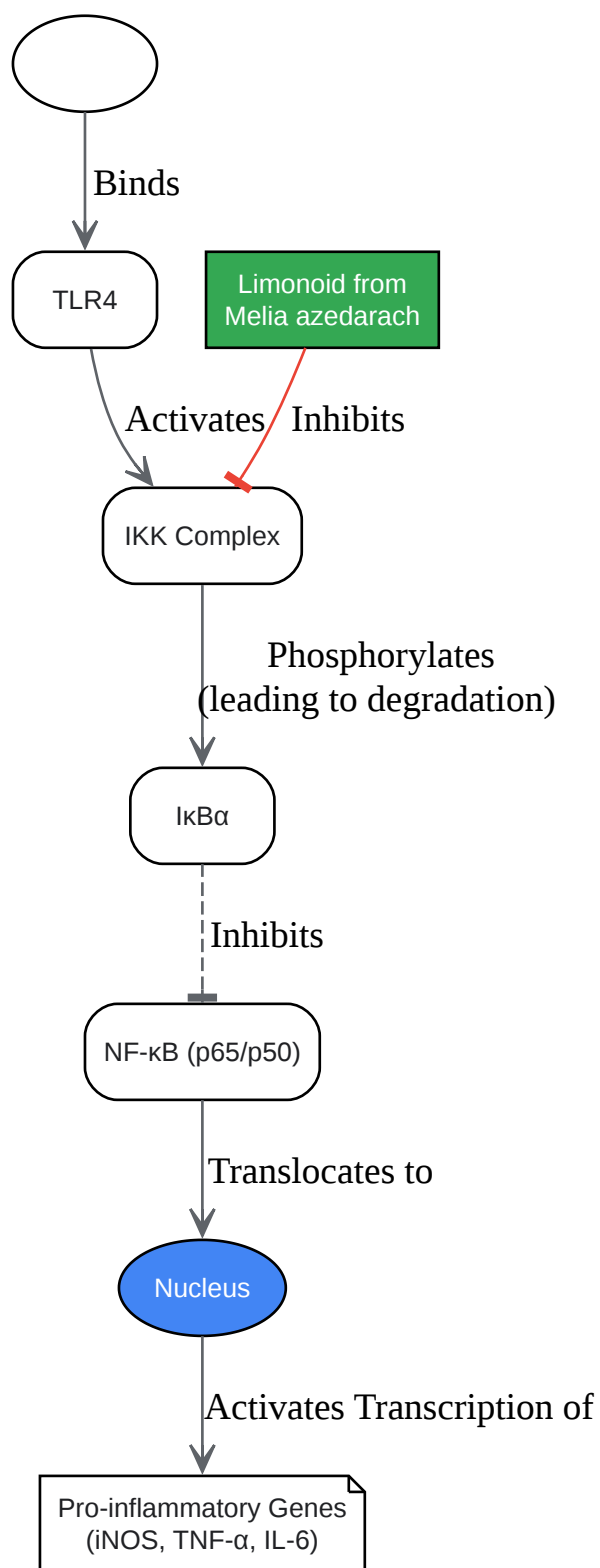 Binds
TLR4
Limonoid from
Melia azedarach
Activates
Inhibits
IKK Complex
Phosphorylates
(leading to degradation)
IκBα
Inhibits
NF-κB (p65/p50)
Translocates to
Nucleus
Activates Transcription of
Pro-inflammatory Genes
(iNOS, TNF-α, IL-6)